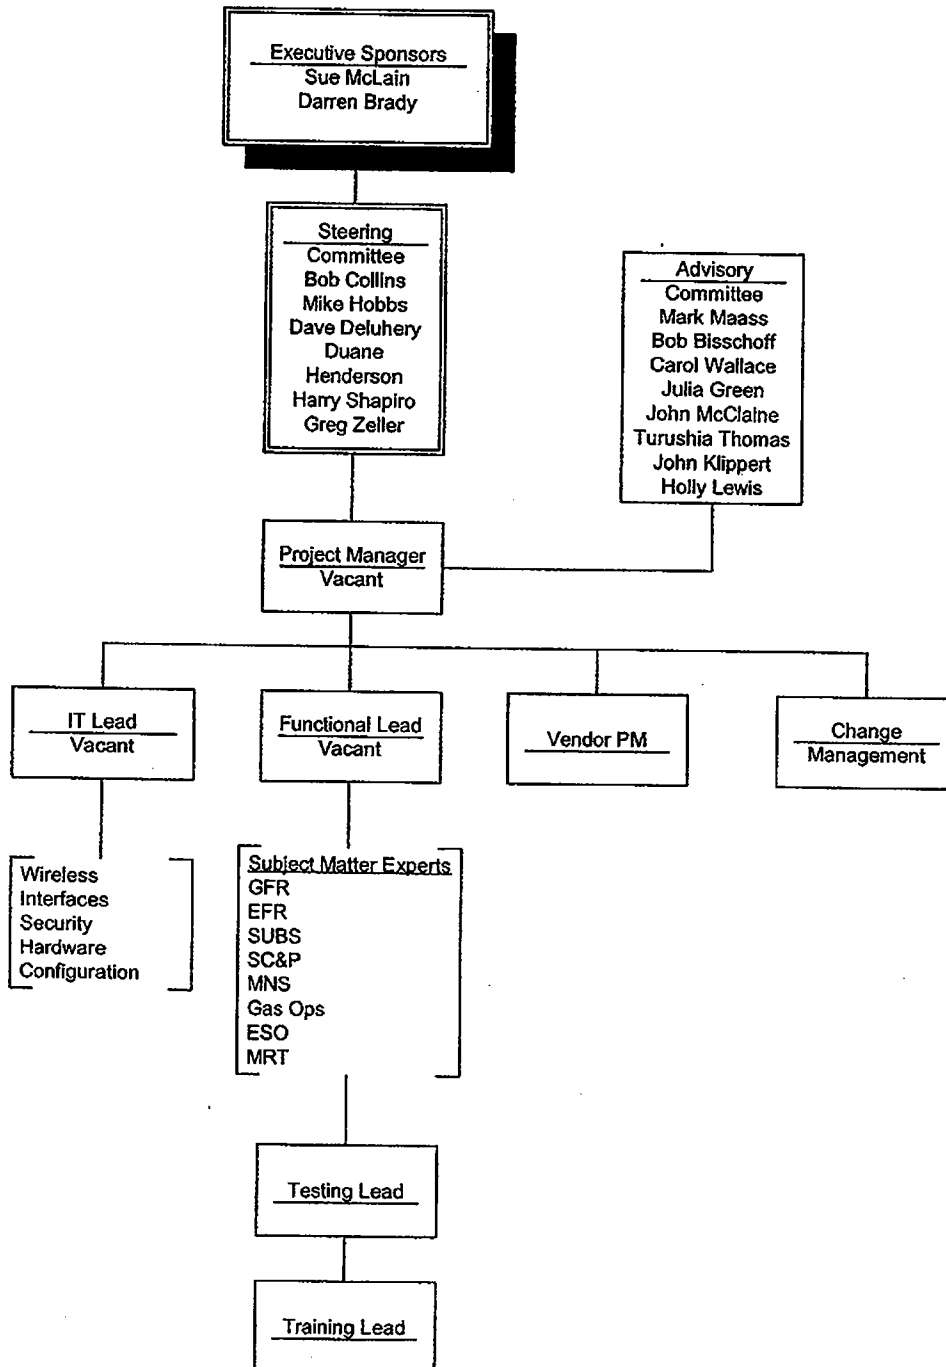 Executive Sponsors
Sue McLain
Darren Brady
Steering
Committee
Bob Collins
Mike Hobbs
Dave Deluhery
Duane
Henderson
Harry Shapiro
Greg Zeller
Advisory
Committee
Mark Maass
Bob Bisschoff
Carol Wallace
Julia Green
John McClaine
Turushia Thomas
John Klippert
Holly Lewis
Project Manager
Vacant
IT Lead
Vacant
Functional Lead
Vacant
Vendor PM
Change
Management
Wireless
Interfaces
Security
Hardware
Configuration
Subject Matter Experts
GFR
EFR
SUBS
SC&P
MNS
Gas Ops
ESO
MRT
Testing Lead
Training Lead